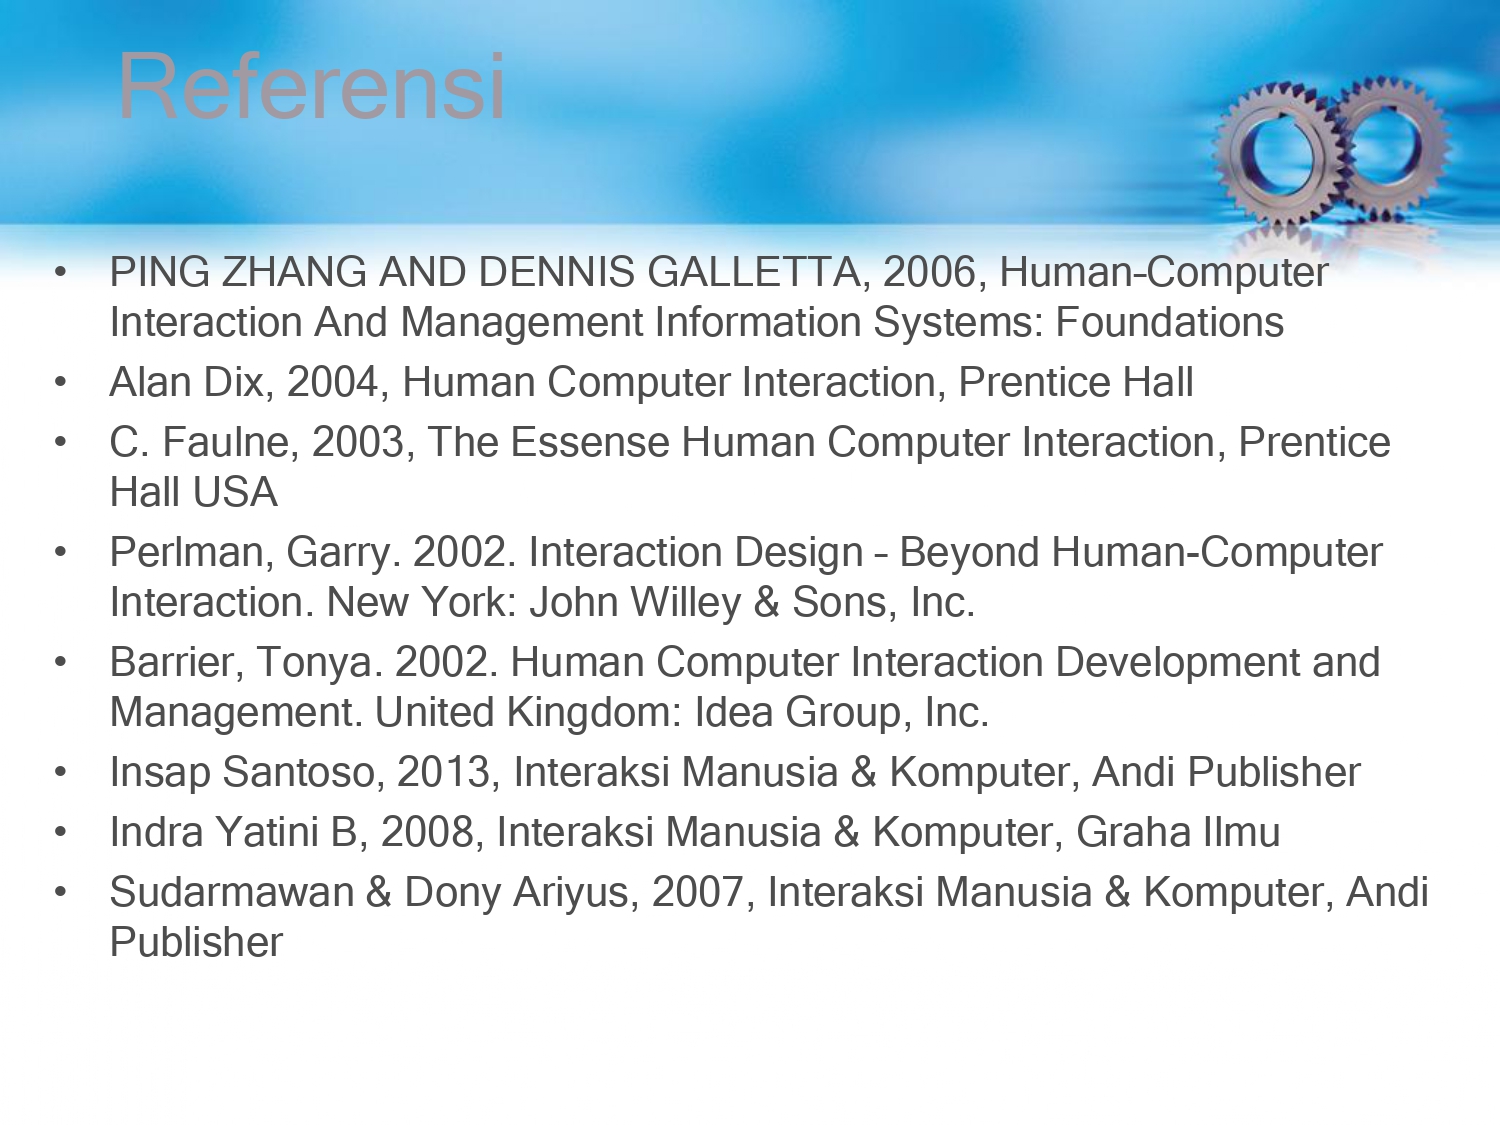 Referensi
• PING ZHANG AND DENNIS GALLETTA, 2006, Human–Computer
Interaction And Management Information Systems: Foundations
• Alan Dix, 2004, Human Computer Interaction, Prentice Hall
• C. Faulne, 2003, The Essense Human Computer Interaction, Prentice
Hall USA
• Perlman, Garry. 2002. Interaction Design – Beyond Human-Computer
Interaction. New York: John Willey & Sons, Inc.
• Barrier, Tonya. 2002. Human Computer Interaction Development and
Management. United Kingdom: Idea Group, Inc.
• Insap Santoso, 2013, Interaksi Manusia & Komputer, Andi Publisher
• Indra Yatini B, 2008, Interaksi Manusia & Komputer, Graha Ilmu
• Sudarmawan & Dony Ariyus, 2007, Interaksi Manusia & Komputer, Andi
Publisher